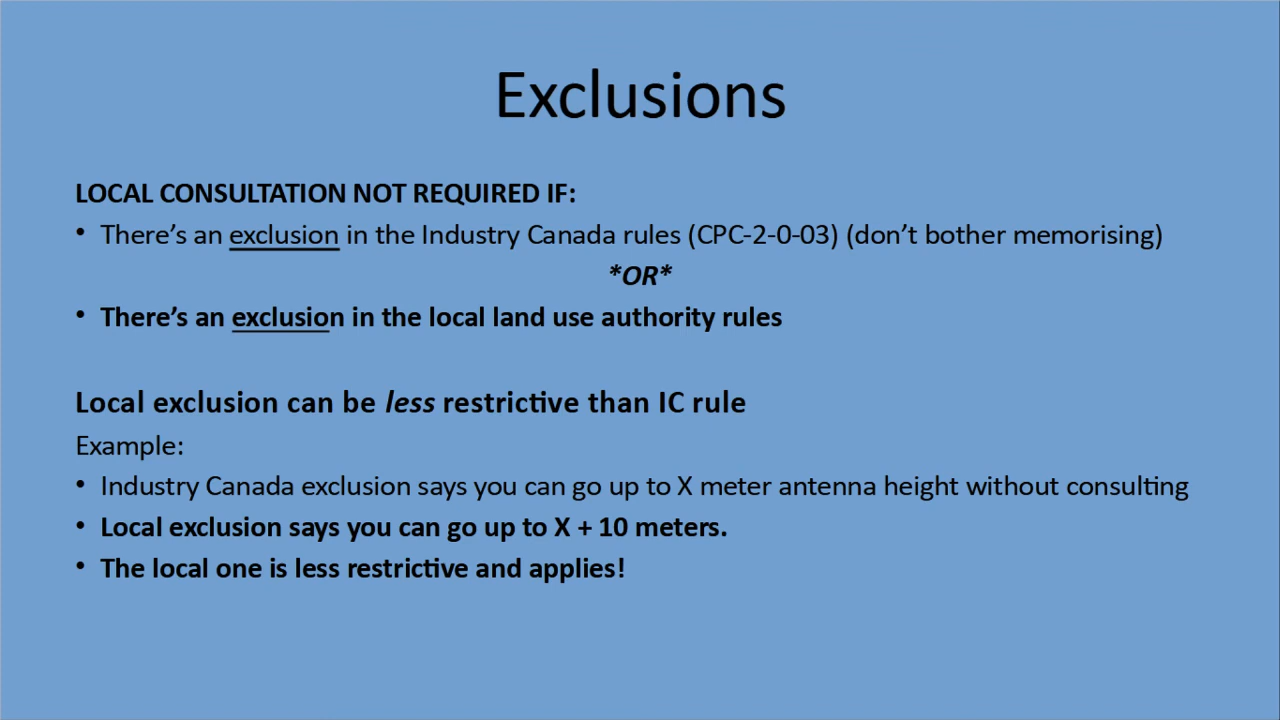 Exclusions
LOCAL CONSULTATION NOT REQUIRED IF:
• There’s an exclusion in the Industry Canada rules (CPC-2-0-03) (don’t bother memorising)
*OR*
• There’s an exclusion in the local land use authority rules
Local exclusion can be less restrictive than IC rule
Example:
• Industry Canada exclusion says you can go up to X meter antenna height without consulting
• Local exclusion says you can go up to X + 10 meters.
• The local one is less restrictive and applies!